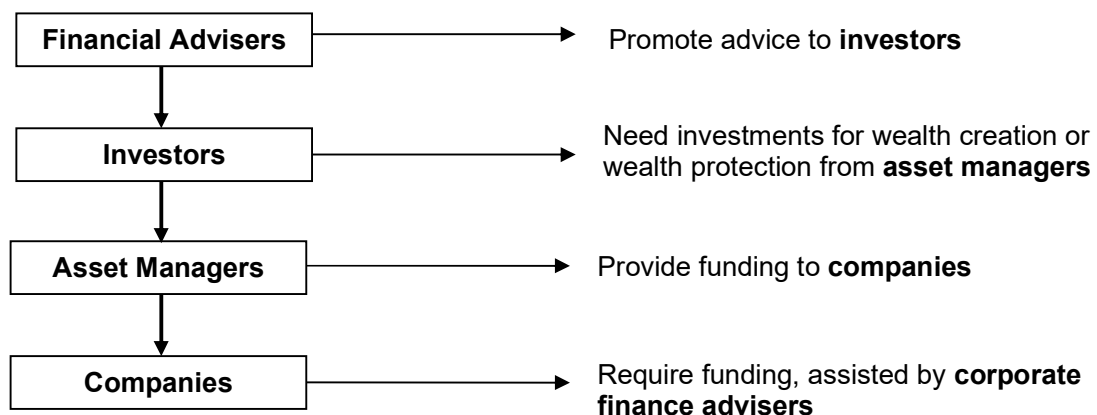 Financial Advisers
Promote advice to investors
Investors
Need investments for wealth creation or
wealth protection from asset managers
Asset Managers
Provide funding to companies
Companies
Require funding, assisted by corporate
finance advisers